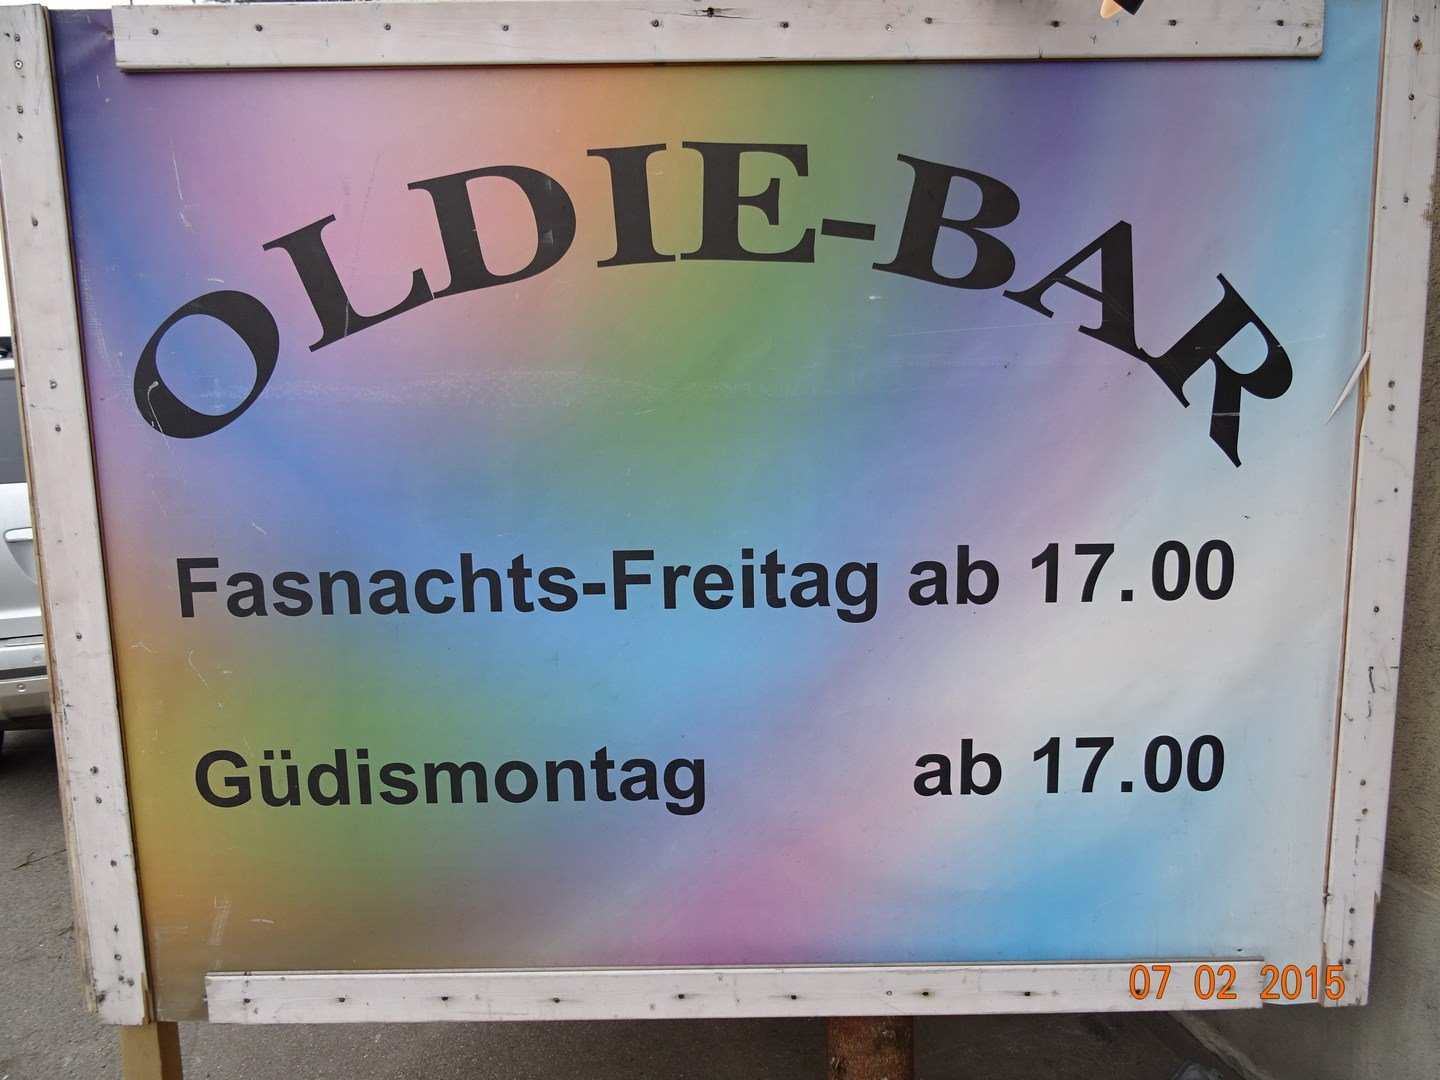 OLDIE-BAR
Fasnachts-Freitag ab 17.00
Güdismontag ab 17.00
07 02 2015